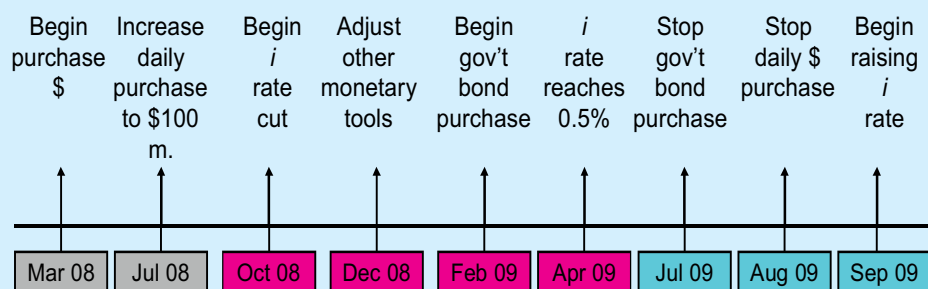 Begin
purchase
$
Increase
daily
purchase
to $100
m.
Begin
i
rate
cut
Adjust
other
monetary
tools
Begin
gov't
bond
purchase
i
rate
reaches
0.5%
Stop
gov't
bond
purchase
Stop
daily $
purchase
Begin
raising
i
rate
Mar 08
Jul 08
Oct 08
Dec 08
Feb 09
Apr 09
Jul 09
Aug 09
Sep 09